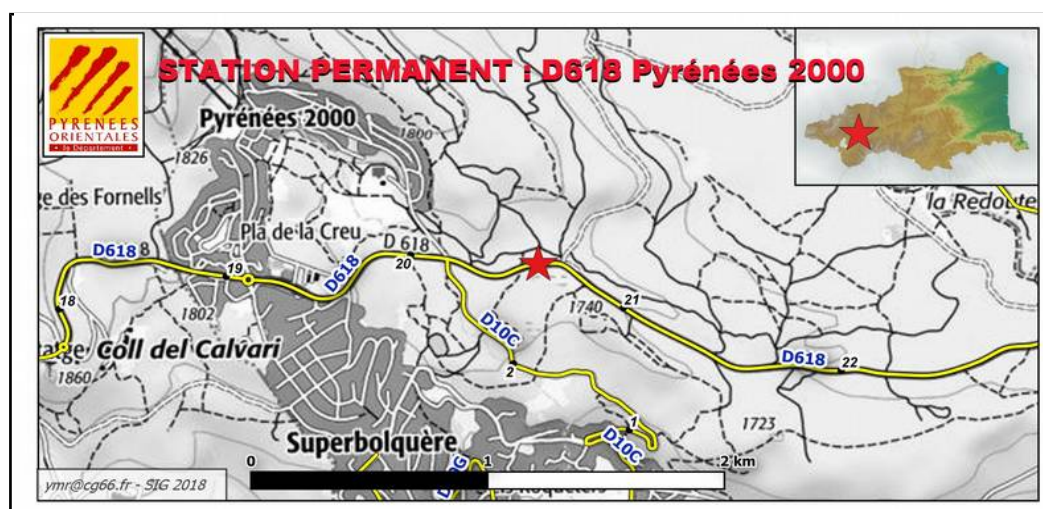 STATION PERMANENT : D618 Pyrénées 2000
PYRENEES
ORIENTALES
le Département
Pyrénées 2000
1800
1826
e des Fornells
la Redoute
Pla de la Creu
D 618
D618
8
D618
19
20
18
1802
21
1740
D10C
Coll del Calvari
D618
22
1860
2
1
1723
D10C
Superbolquère
0
1
2 km
ymr@cg66.fr - SIG 2018